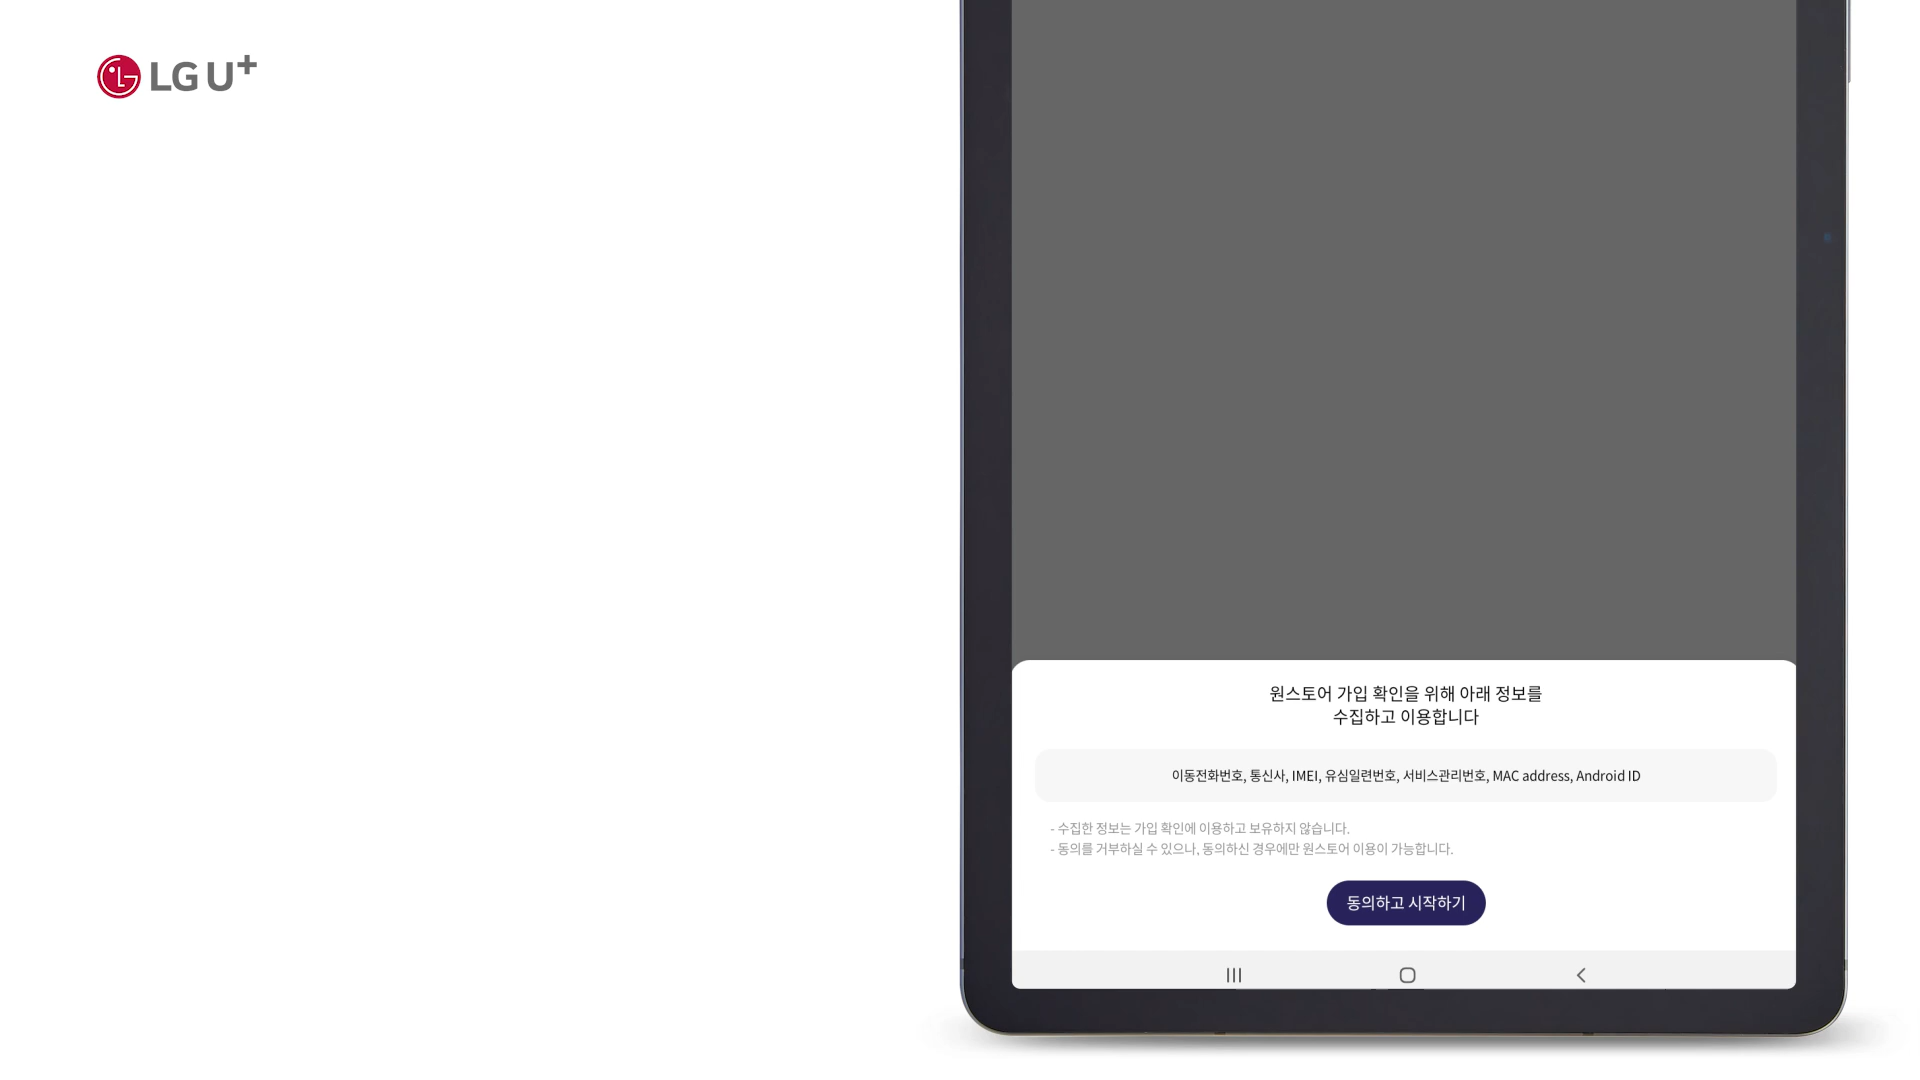 LG U+
원스토어 가입 확인을 위해 아래 정보를
수집하고 이용합니다
이동전화번호, 통신사, IMEI, 유심일련번호, 서비스관리번호, MAC address, Android ID
- 수집한 정보는 가입 확인에 이용하고 보유하지 않습니다.
- 동의를 거부하실 수 있으나, 동의하신 경우에만 원스토어 이용이 가능합니다.
동의하고 시작하기